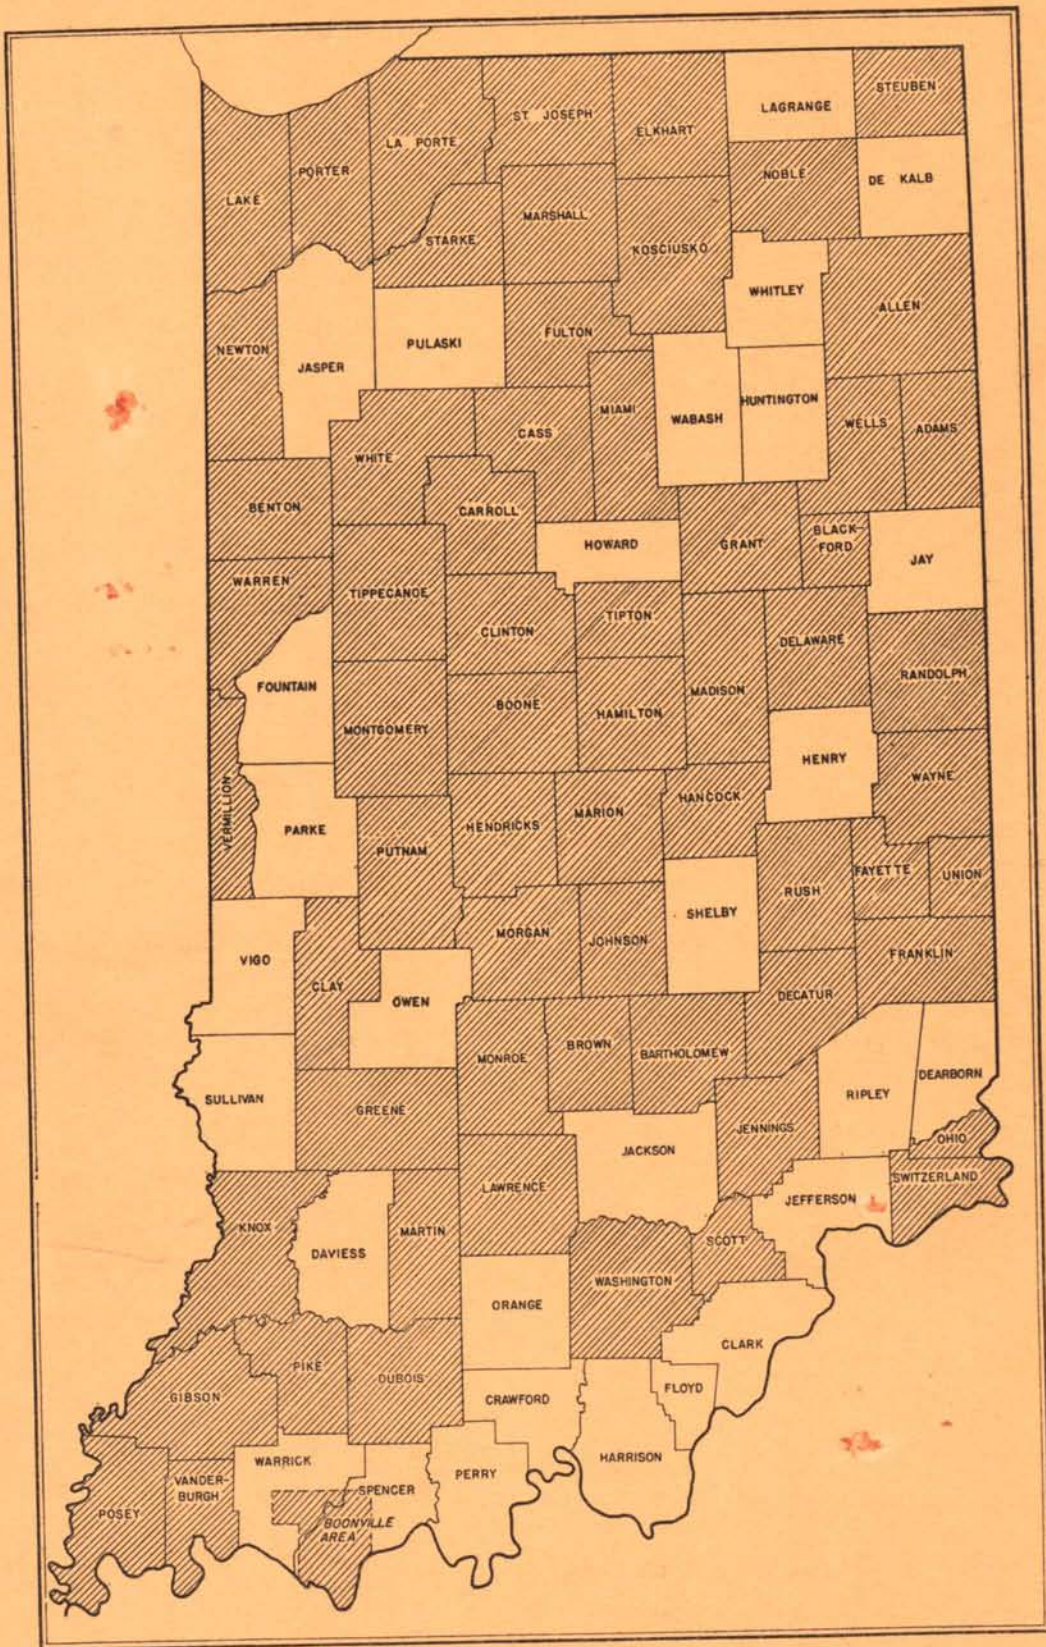 STEUBEN
LAGRANGE
ST JOSEPH
ELKHART
LA PORTE
PORTER
LAKE
NOBLE
DE KALB
MARSHALL
STARKE
KOSCIUSKO
WHITLEY
ALLEN
FULTON
PULASKI
NEWTON
JASPER
HUNTINGTON
MIAMI
WABASH
WELLS
ADAMS
CASS
WHITE
BENTON
CARROLL
HOWARD
GRANT
BLACK-
FORD
JAY
WARREN
TIPPECANOE
TIPTON
CLINTON
DELAWARE
RANDOLPH
FOUNTAIN
MADISON
BOONE
HAMILTON
MONTGOMERY
HENRY
WAYNE
HANCOCK
VERMILLION
PARKE
HENDRICKS
MARION
PUTNAM
FAYETTE
UNION
RUSH
SHELBY
MORGAN
JOHNSON
FRANKLIN
VIGO
CLAY
OWEN
DECATUR
MONROE
BROWN
BARTHOLOMEW
DEARBORN
RIPLEY
SULLIVAN
GREENE
JENNINGS
OHIO
JACKSON
SWITZERLAND
LAWRENCE
JEFFERSON
KNOX
MARTIN
DAVIESS
SCOTT
WASHINGTON
ORANGE
CLARK
PIKE
DUBOIS
FLOYD
GIBSON
CRAWFORD
HARRISON
WARRICK
PERRY
VANDER-
BURGH
SPENCER
POSEY
BOONVILLE
AREA